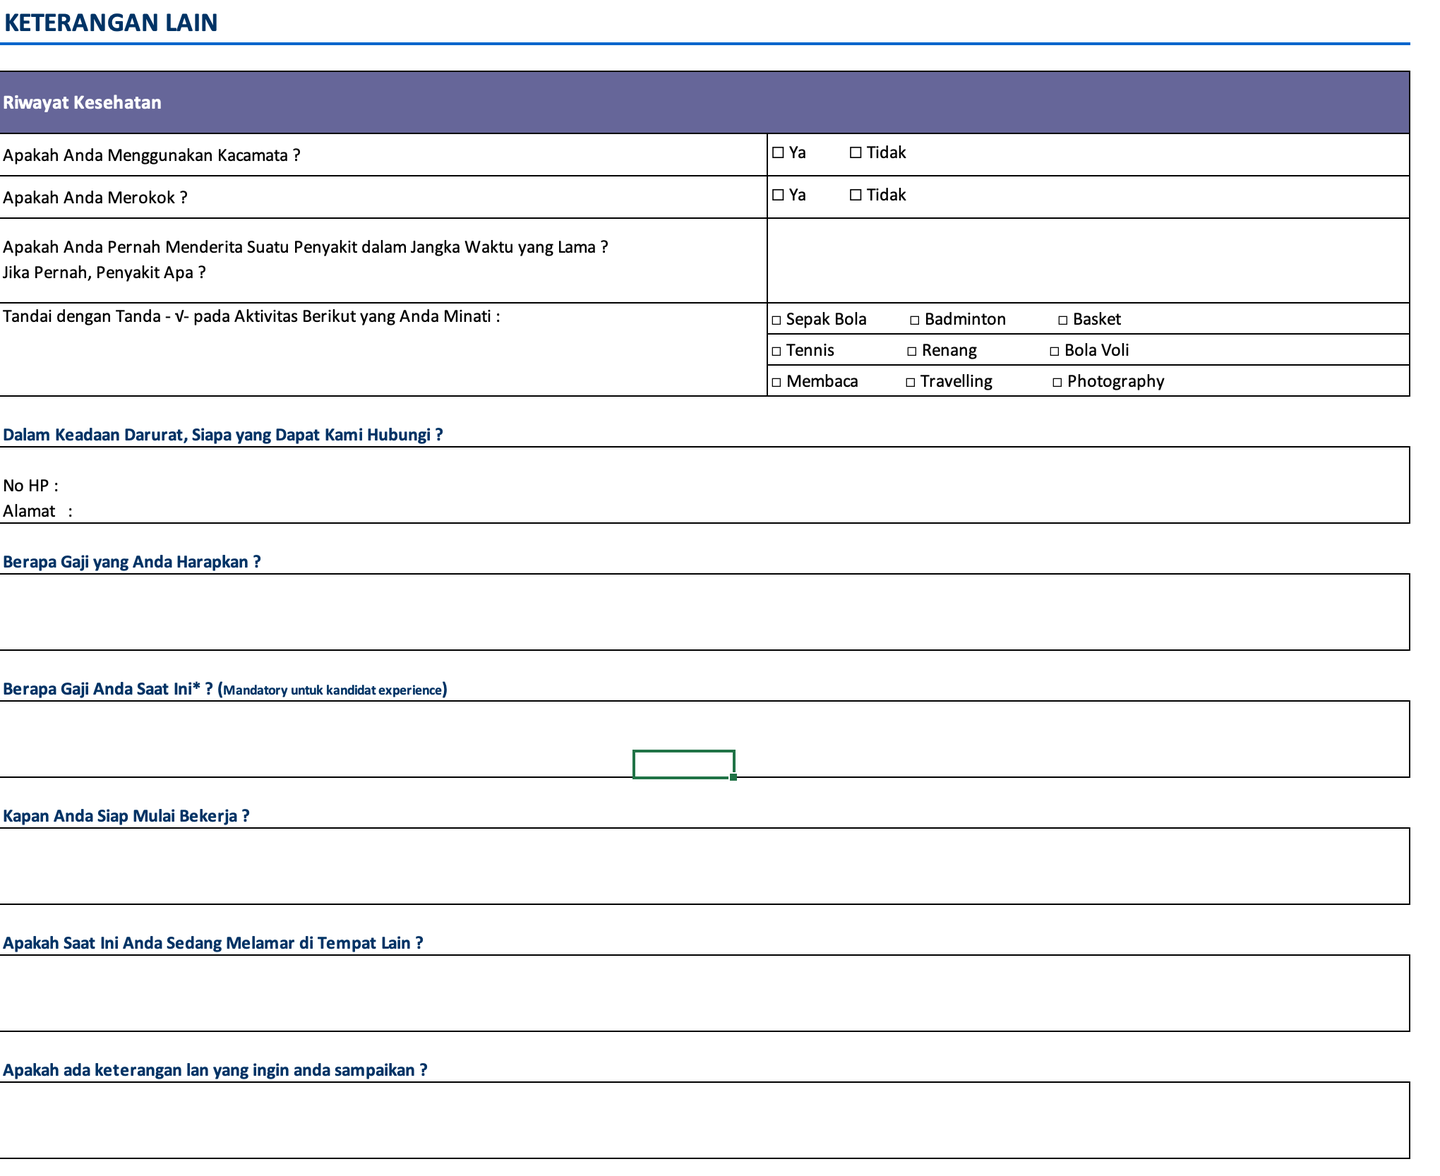 KETERANGAN LAIN
Riwayat Kesehatan
Apakah Anda Menggunakan Kacamata ? ☐ Ya ☐ Tidak
Apakah Anda Merokok ? ☐ Ya ☐ Tidak
Apakah Anda Pernah Menderita Suatu Penyakit dalam Jangka Waktu yang Lama ?
Jika Pernah, Penyakit Apa ?
Tandai dengan Tanda - √- pada Aktivitas Berikut yang Anda Minati : □ Sepak Bola □ Badminton □ Basket
□ Tennis □ Renang □ Bola Voli
□ Membaca □ Travelling □ Photography
Dalam Keadaan Darurat, Siapa yang Dapat Kami Hubungi ?
No HP :
Alamat :
Berapa Gaji yang Anda Harapkan ?
Berapa Gaji Anda Saat Ini* ? (Mandatory untuk kandidat experience)
Kapan Anda Siap Mulai Bekerja ?
Apakah Saat Ini Anda Sedang Melamar di Tempat Lain ?
Apakah ada keterangan lan yang ingin anda sampaikan ?